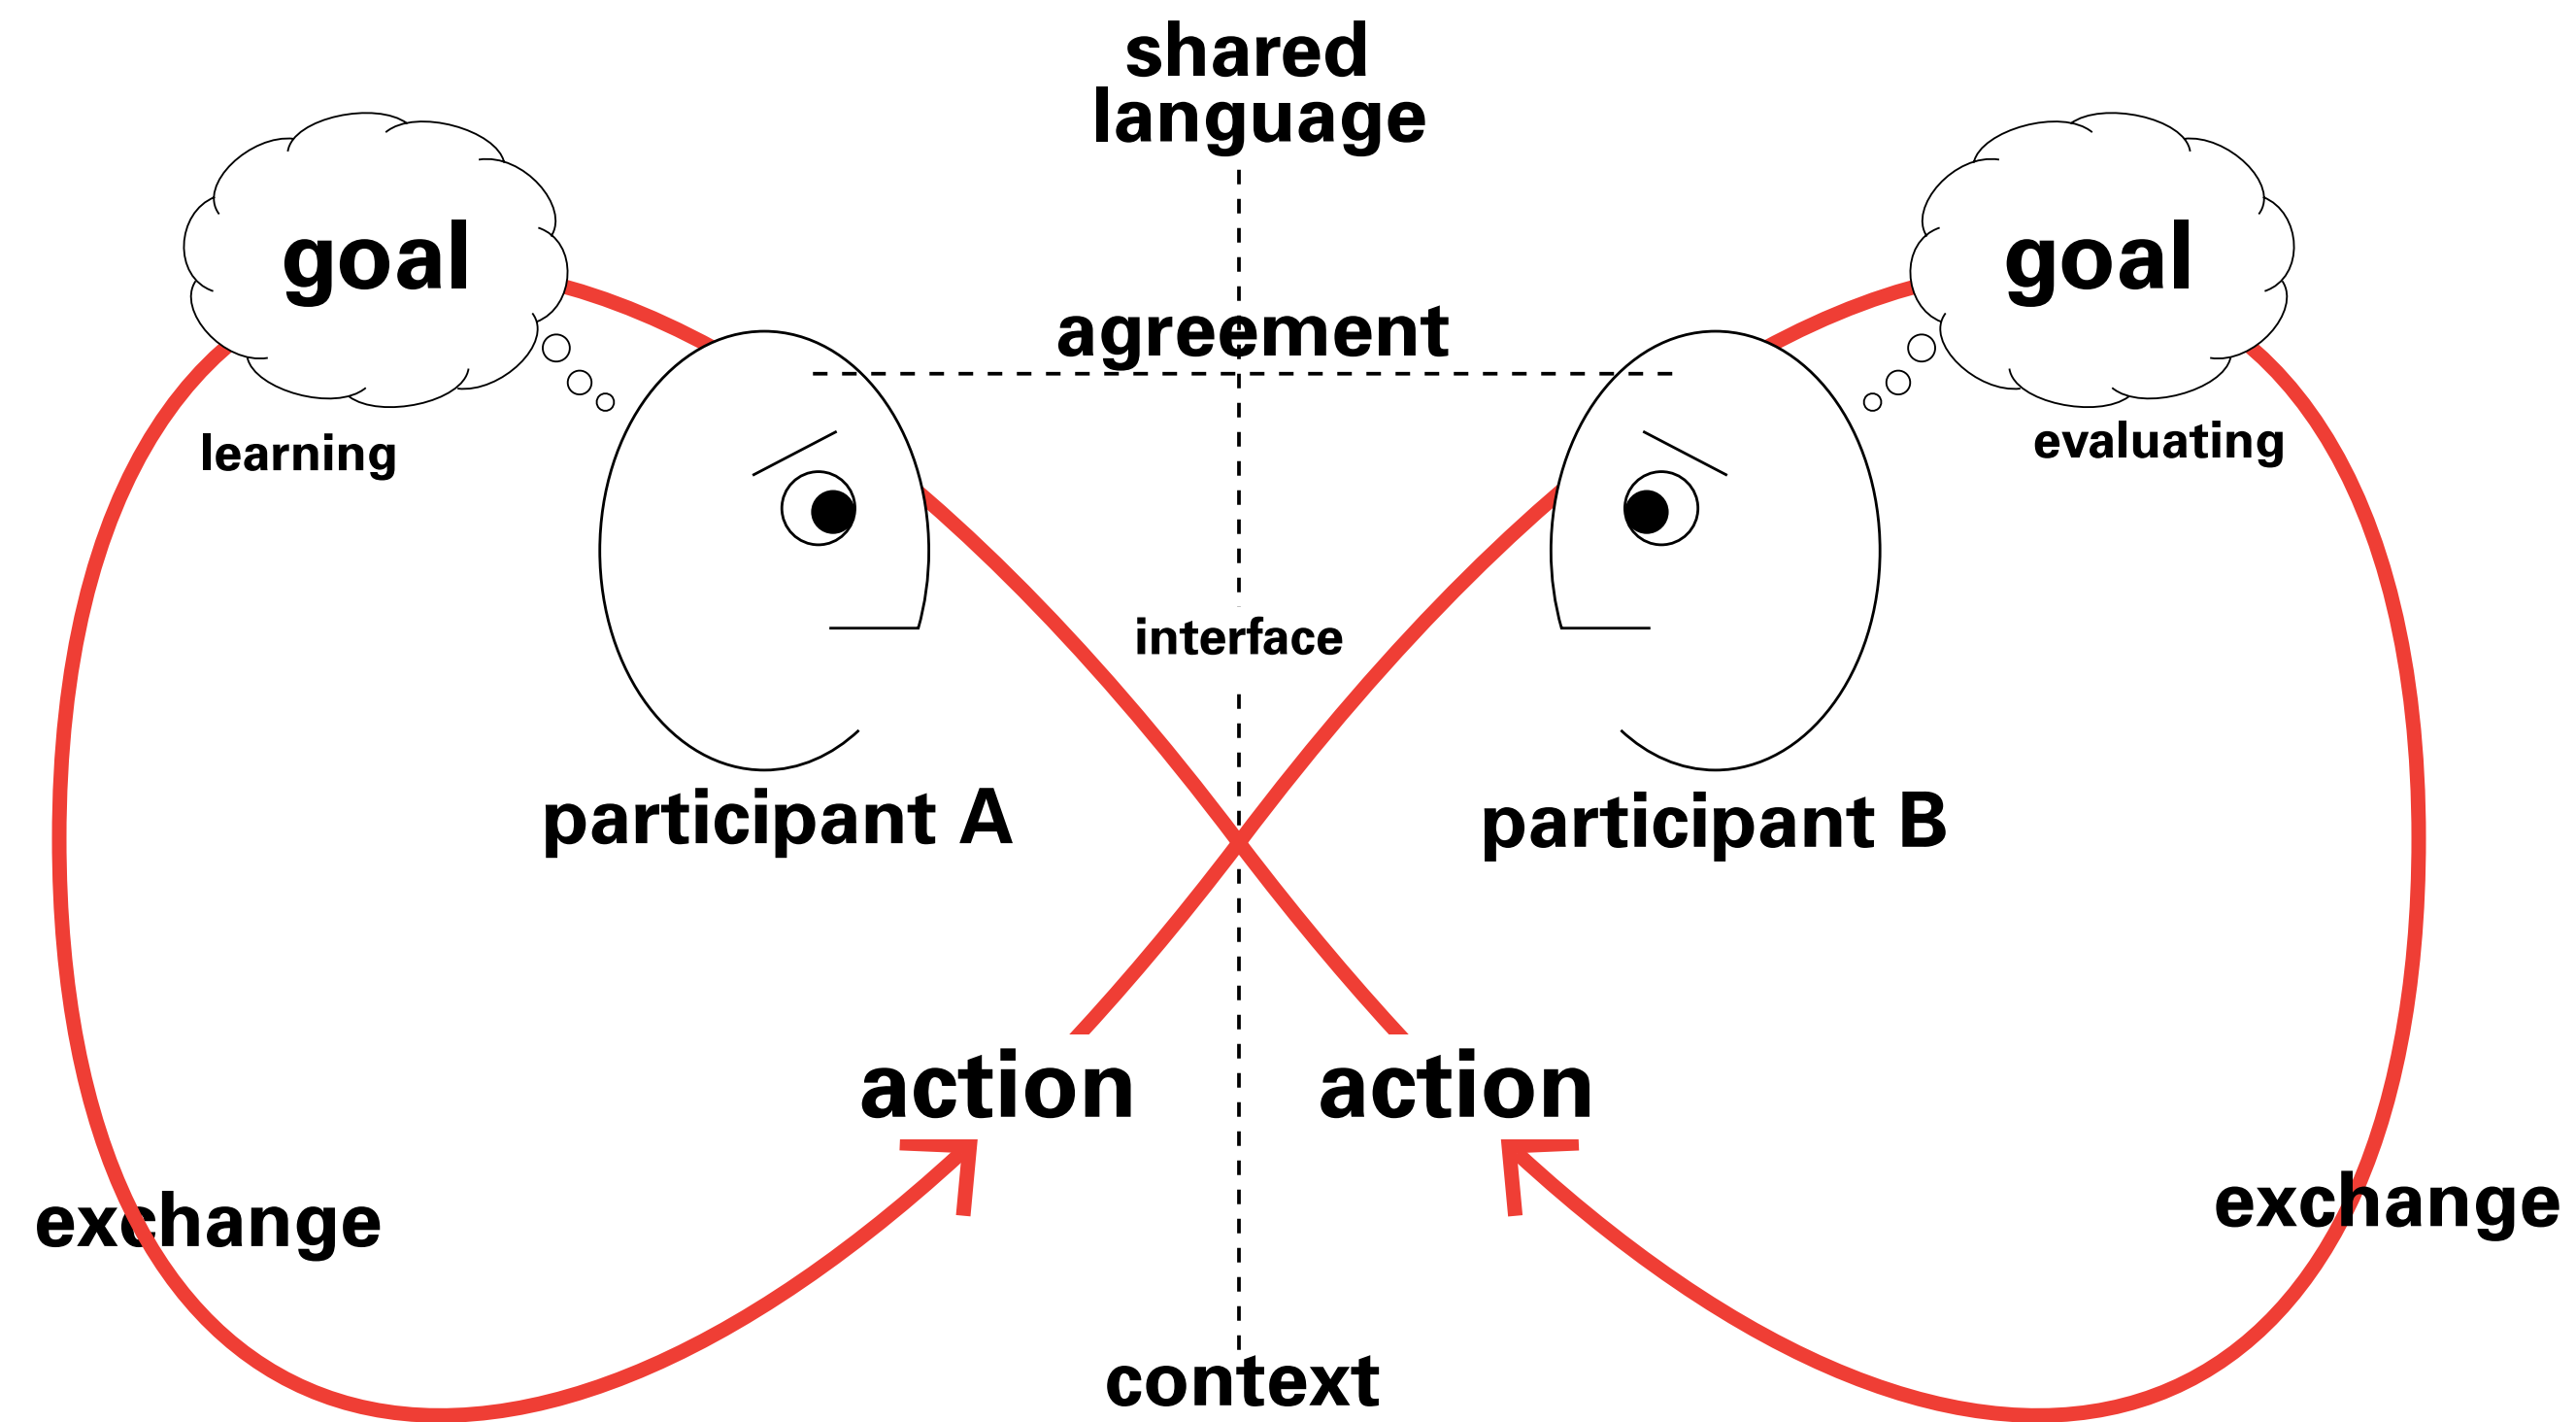 shared
language
goal
goal
agreement
learning
evaluating
interface
participant A
participant B
action
action
exchange
exchange
context